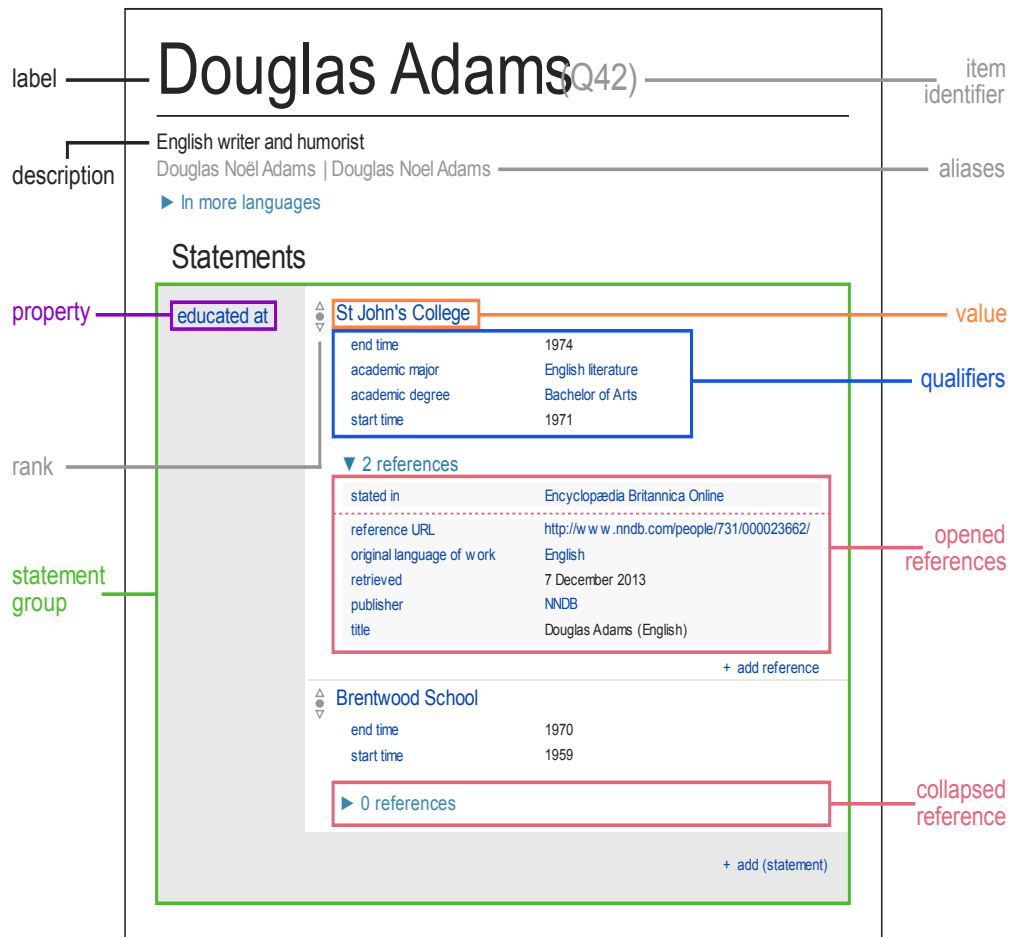 label
Douglas Adams (Q42)
item
identifier
English writer and humorist
description
Douglas Noël Adams | Douglas Noel Adams
aliases
▶ In more languages
Statements
property
educated at
St John's College
value
end time 1974
academic major English literature
academic degree Bachelor of Arts
start time 1971
qualifiers
rank
▼ 2 references
stated in Encyclopædia Britannica Online
reference URL http://www.nndb.com/people/731/000023662/
original language of work English
retrieved 7 December 2013
publisher NNDB
title Douglas Adams (English)
opened
references
statement
group
+ add reference
Brentwood School
end time 1970
start time 1959
▶ 0 references
collapsed
reference
+ add (statement)